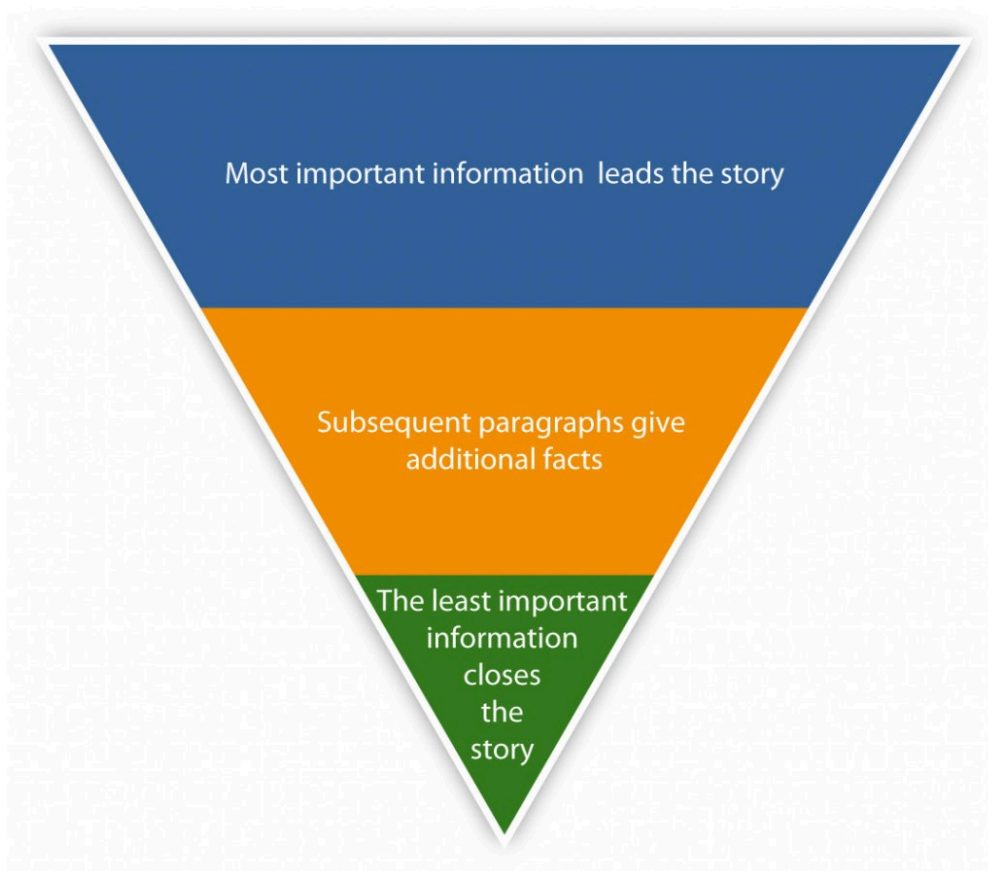 Most important information  leads the story
Subsequent paragraphs give
additional facts
The least important
information
closes
the
story